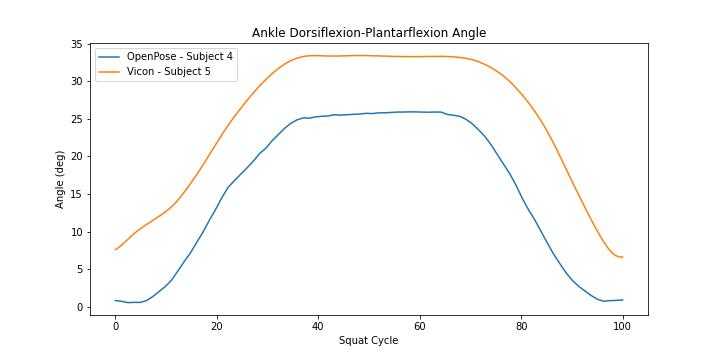 Ankle Dorsiflexion-Plantarflexion Angle
OpenPose - Subject 4
Vicon - Subject 5
Angle (deg)
35
30
25
20
15
10
5
0
0 20 40 60 80 100
Squat Cycle